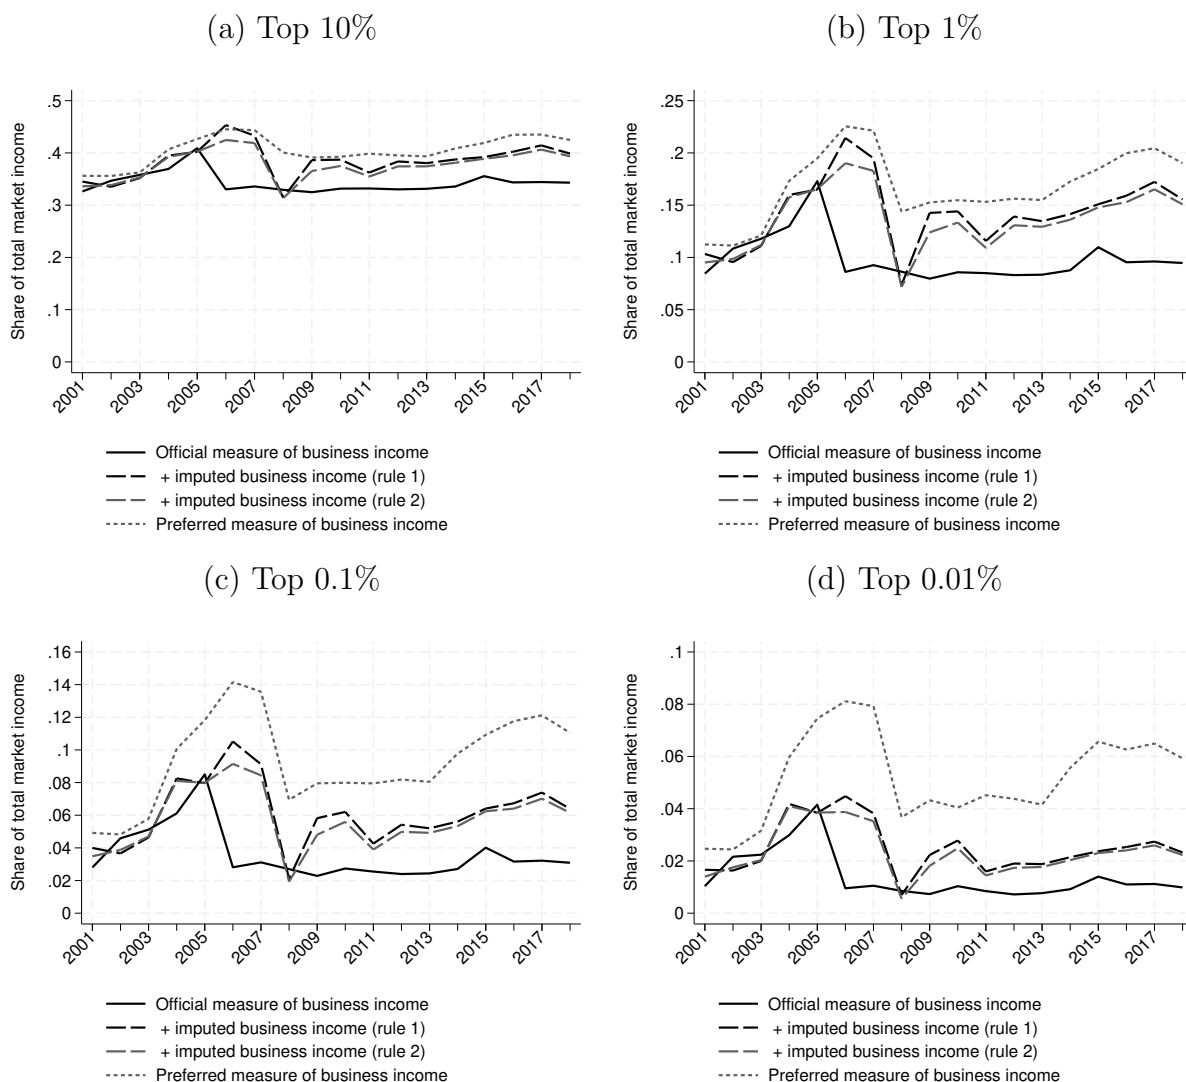 (a) Top 10%
Share of total market income
.5
.4
.3
.2
.1
0
2001
2003
2005
2007
2009
2011
2013
2015
2017
Official measure of business income
+ imputed business income (rule 1)
+ imputed business income (rule 2)
Preferred measure of business income
(b) Top 1%
Share of total market income
.25
.2
.15
.1
.05
0
2001
2003
2005
2007
2009
2011
2013
2015
2017
Official measure of business income
+ imputed business income (rule 1)
+ imputed business income (rule 2)
Preferred measure of business income
(c) Top 0.1%
Share of total market income
.16
.14
.12
.1
.08
.06
.04
.02
0
2001
2003
2005
2007
2009
2011
2013
2015
2017
Official measure of business income
+ imputed business income (rule 1)
+ imputed business income (rule 2)
Preferred measure of business income
(d) Top 0.01%
Share of total market income
.1
.08
.06
.04
.02
0
2001
2003
2005
2007
2009
2011
2013
2015
2017
Official measure of business income
+ imputed business income (rule 1)
+ imputed business income (rule 2)
Preferred measure of business income